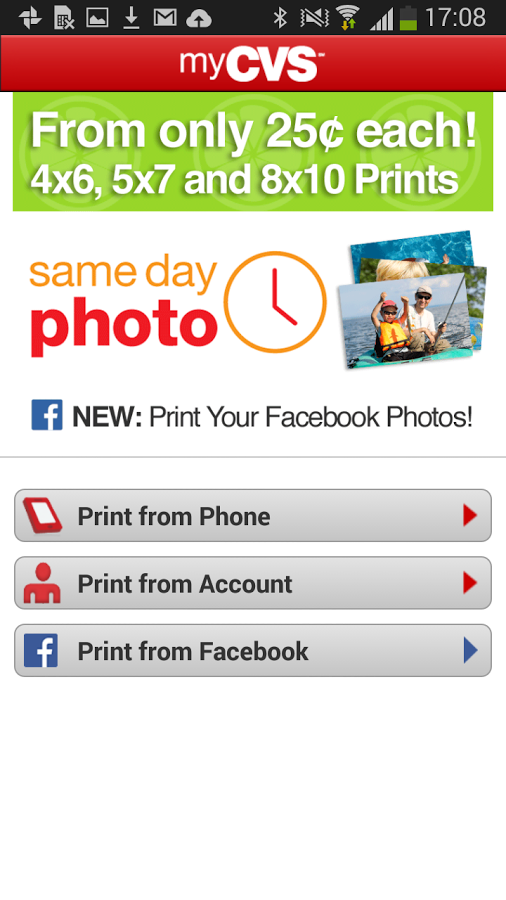 17:08
myCVS™
From only 25¢ each!
4x6, 5x7 and 8x10 Prints
same day
photo
f NEW: Print Your Facebook Photos!
Print from Phone
Print from Account
f Print from Facebook